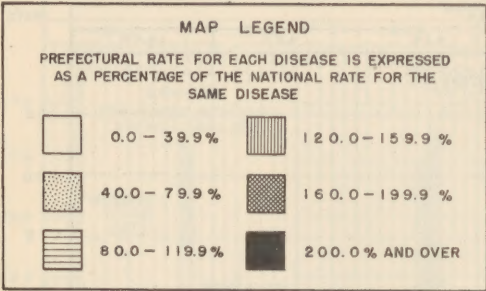 MAP LEGEND
PREFECTURAL RATE FOR EACH DISEASE IS EXPRESSED
AS A PERCENTAGE OF THE NATIONAL RATE FOR THE
SAME DISEASE
0.0 – 39.9 %
40.0 – 79.9 %
80.0 – 119.9 %
120.0 – 159.9 %
160.0 – 199.9 %
200.0 % AND OVER